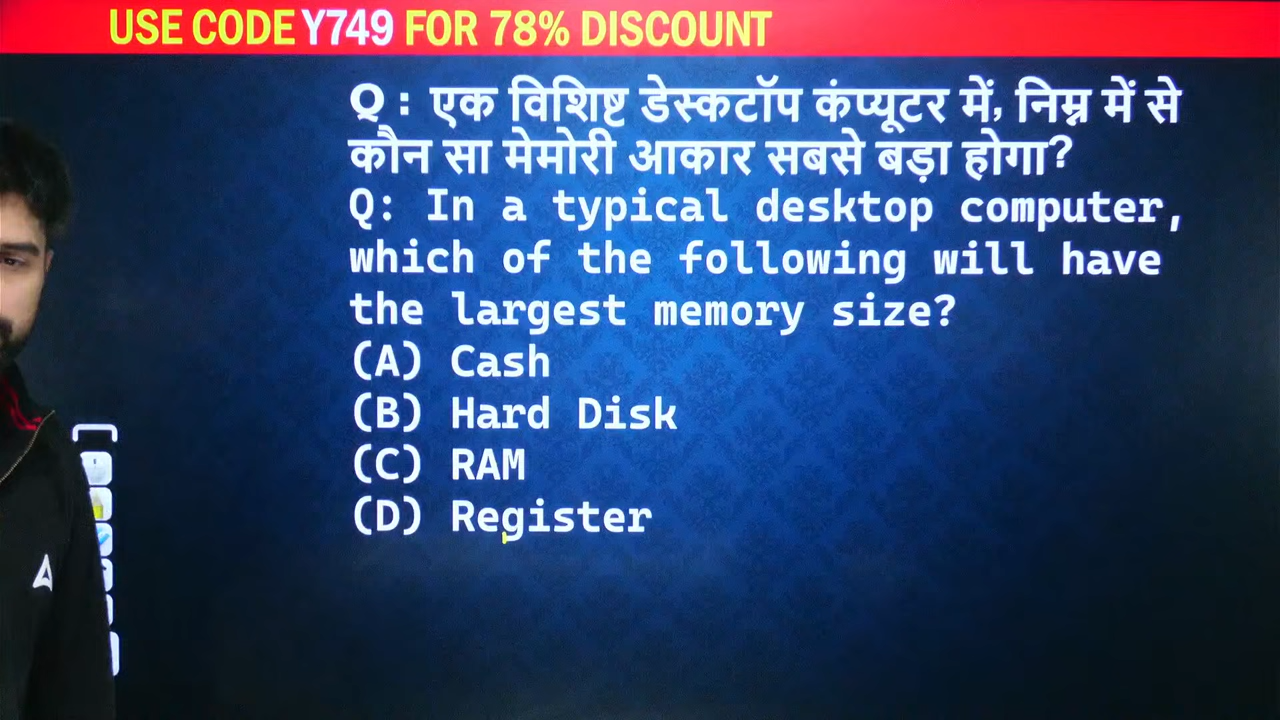 USE CODE Y749 FOR 78% DISCOUNT
Q : एक विशिष्ट डेस्कटॉप कंप्यूटर में, निम्न में से
कौन सा मेमोरी आकार सबसे बड़ा होगा?
Q: In a typical desktop computer,
which of the following will have
the largest memory size?
(A) Cash
(B) Hard Disk
(C) RAM
(D) Register